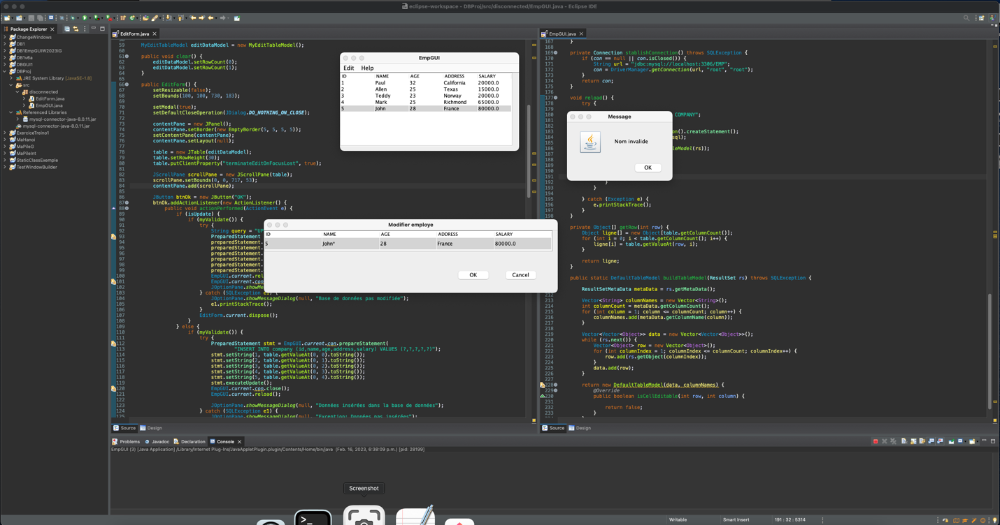 eclipse-workspace - DBProj/src/disconnected/EmpGUI.java - Eclipse IDE
Package Explorer
ChangeWindows
DB1
DB1EmpGUIW2023IG
DB1v6a
DBGUI1
DBProj
JRE System Library [JavaSE-1.8]
src
disconnected
EditForm.java
EmpGUI.java
Referenced Libraries
mysql-connector-java-8.0.11.jar
mysql-connector-java-8.0.11.jar
ExerciceTreino1
MaHanoi
MaPileG
MaPileInt
StaticClassExemple
TestWindowBuilder
EditForm.java
59 MyEditTableModel editDataModel = new MyEditTableModel();
60
61 public void clear() {
62 editDataModel.setRowCount(0);
63 editDataModel.setRowCount(1);
64 }
65
66 public EditForm() {
67 setResizable(false);
68 setBounds(100, 100, 730, 183);
69
70 setModal(true);
71 setDefaultCloseOperation(JDialog.DO_NOTHING_ON_CLOSE);
72
73 contentPane = new JPanel();
74 contentPane.setBorder(new EmptyBorder(5, 5, 5, 5));
75 setContentPane(contentPane);
76 contentPane.setLayout(null);
77
78 table = new JTable(editDataModel);
79 table.setRowHeight(30);
80 table.putClientProperty("terminateEditOnFocusLost", true);
81
82 JScrollPane scrollPane = new JScrollPane(table);
83 scrollPane.setBounds(0, 0, 717, 53);
84 contentPane.add(scrollPane);
85
86 JButton btnOk = new JButton("OK");
87 btnOk.addActionListener(new ActionListener() {
88 public void actionPerformed(ActionEvent e) {
89 if (isUpdate) {
90 if (myValidate()) {
91 try {
92 String query = "UP
93 PreparedStatement
94 preparedStatement.
95 preparedStatement.
96 preparedStatement.
97 preparedStatement.
98 preparedStatement.
99 preparedStatement.
100 EmpGUI.current.rel
101 EmpGUI.current.con
102 JOptionPane.showMe
103 } catch (SQLException e1) {
104 JOptionPane.showMessageDialog(null, "Base de données pas modifiée");
105 e1.printStackTrace();
106 }
107 EditForm.current.dispose();
108 }
109 } else {
110 if (myValidate()) {
111 try {
112 PreparedStatement stmt = EmpGUI.current.con.prepareStatement(
113 "INSERT INTO company (id,name,age,address,salary) VALUES (?,?,?,?,?)");
114 stmt.setString(1, table.getValueAt(0, 0).toString());
115 stmt.setString(2, table.getValueAt(0, 1).toString());
116 stmt.setString(3, table.getValueAt(0, 2).toString());
117 stmt.setString(4, table.getValueAt(0, 3).toString());
118 stmt.setString(5, table.getValueAt(0, 4).toString());
119 stmt.executeUpdate();
120 EmpGUI.current.con.close();
121 EmpGUI.current.reload();
122
123 JOptionPane.showMessageDialog(null, "Données insérées dans la base de données");
124 } catch (SQLException e1) {
125 JOptionPane.showMessageDialog(null, "Exception: Données pas insérées");
Source Design
EmpGUI
Edit Help
ID NAME AGE ADDRESS SALARY
1 Paul 32 California 20000.0
2 Allen 25 Texas 15000.0
3 Teddy 23 Norway 20000.0
4 Mark 25 Richmond 65000.0
5 John 28 France 80000.0
Modifier employe
ID NAME AGE ADDRESS SALARY
5 John* 28 France 80000.0
OK Cancel
Message
Nom invalide
OK
EmpGUI.java
167 }
168
169 private Connection stablishConnection() throws SQLException {
170 if (con == null || con.isClosed()) {
171 String url = "jdbc:mysql://localhost:3306/EMP";
172 con = DriverManager.getConnection(url, "root", "root");
173 }
174 return con;
175 }
176
177 void reload() {
178 try {
180 COMPANY";
183 on().createStatement();
184 sql);
186 leModel(rs));
187
188
189
190
191
192 }
193 }
194
195 } catch (Exception e) {
196 e.printStackTrace();
197 }
198 }
private Object[] getRow(int row) {
Object ligne[] = new Object[table.getColumnCount()];
for (int i = 0; i < table.getColumnCount(); i++) {
ligne[i] = table.getValueAt(row, i);
}
return ligne;
}
public static DefaultTableModel buildTableModel(ResultSet rs) throws SQLException {
ResultSetMetaData metaData = rs.getMetaData();
212
213 Vector<String> columnNames = new Vector<String>();
214 int columnCount = metaData.getColumnCount();
215 for (int column = 1; column <= columnCount; column++) {
216 columnNames.add(metaData.getColumnName(column));
217 }
218
219 Vector<Vector<Object>> data = new Vector<Vector<Object>>();
220 while (rs.next()) {
221 Vector<Object> row = new Vector<Object>();
222 for (int columnIndex = 1; columnIndex <= columnCount; columnIndex++) {
223 row.add(rs.getObject(columnIndex));
224 }
225 data.add(row);
226 }
227
228 return new DefaultTableModel(data, columnNames) {
229 @Override
230 public boolean isCellEditable(int row, int column) {
231
232 return false;
233 }
Source Design
Problems Javadoc Declaration Console
EmpGUI (3) [Java Application] /Library/Internet Plug-Ins/JavaAppletPlugin.plugin/Contents/Home/bin/java (Feb. 16, 2023, 6:38:09 p.m.) [pid: 28199]
Screenshot
Writable Smart Insert 191 : 32 : 5314